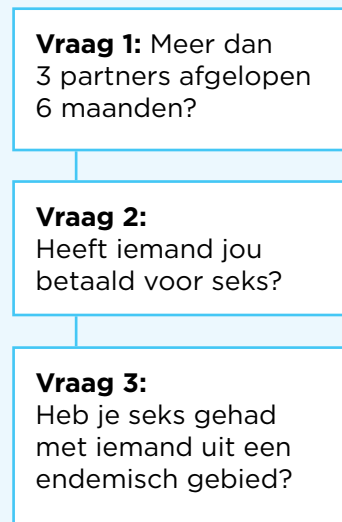 Vraag 1: Meer dan
3 partners afgelopen
6 maanden?
Vraag 2:
Heeft iemand jou
betaald voor seks?
Vraag 3:
Heb je seks gehad
met iemand uit een
endemisch gebied?